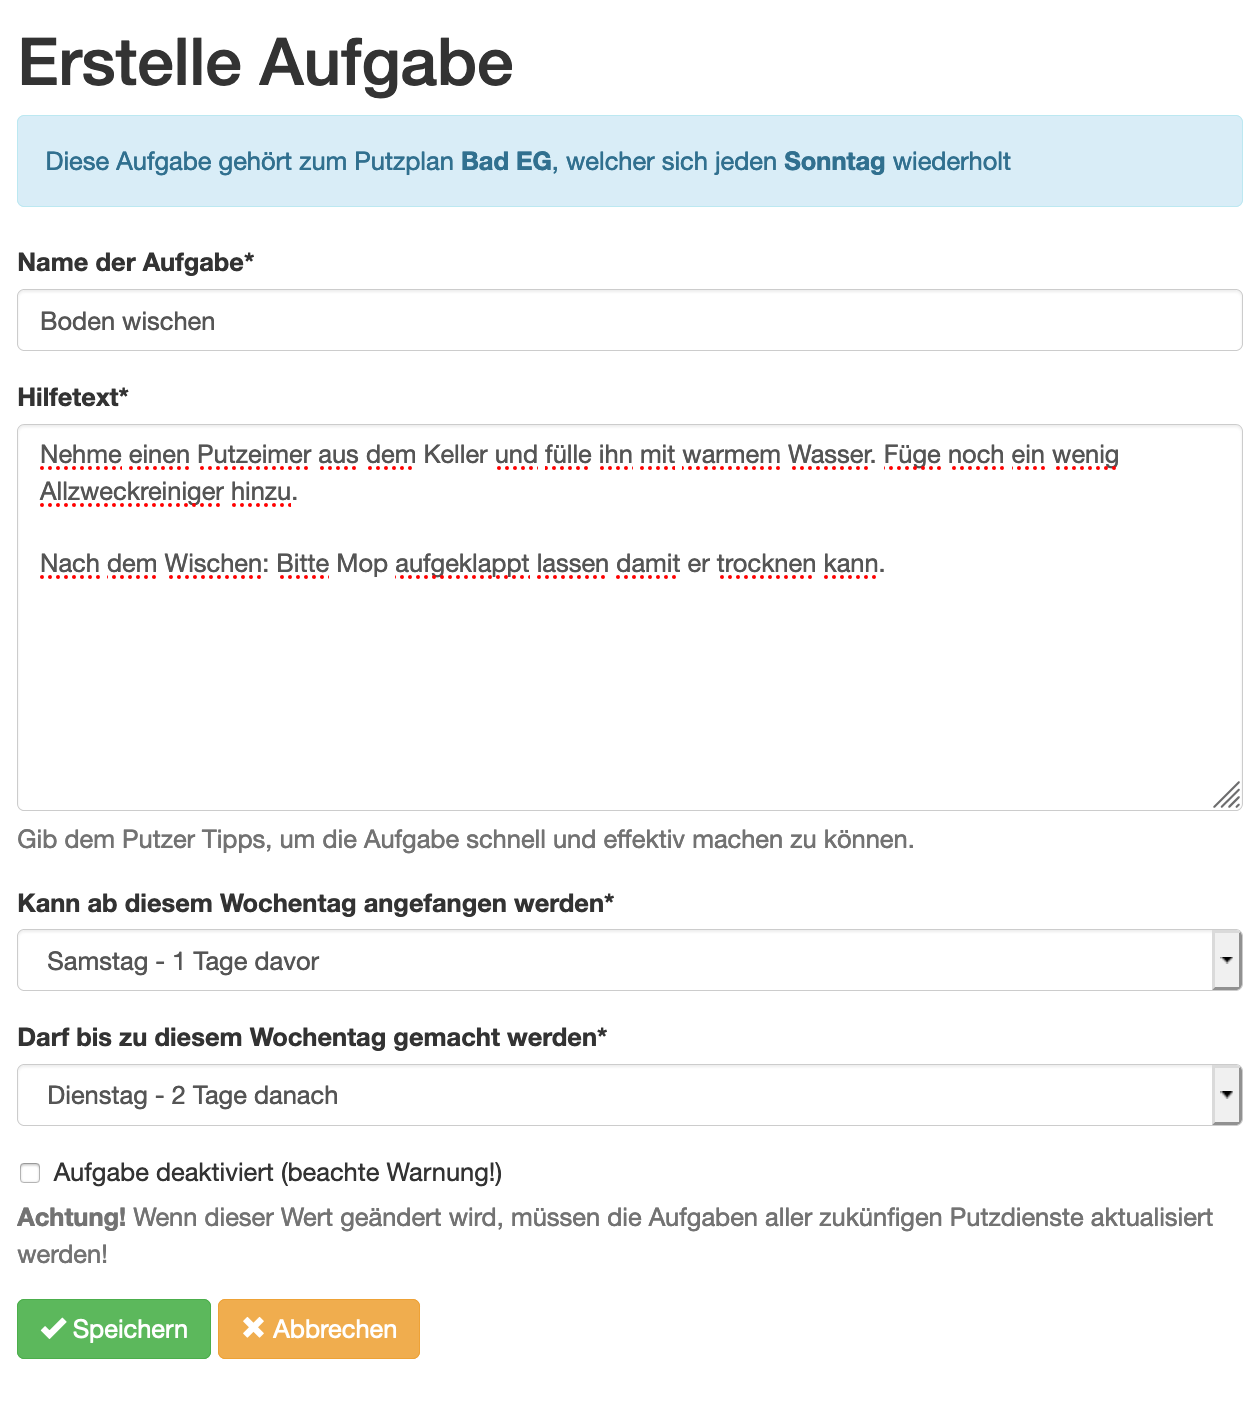 Erstelle Aufgabe
Diese Aufgabe gehört zum Putzplan Bad EG, welcher sich jeden Sonntag wiederholt
Name der Aufgabe*
Boden wischen
Hilfetext*
Nehme einen Putzeimer aus dem Keller und fülle ihn mit warmem Wasser. Füge noch ein wenig
Allzweckreiniger hinzu.
Nach dem Wischen: Bitte Mop aufgeklappt lassen damit er trocknen kann.
Gib dem Putzer Tipps, um die Aufgabe schnell und effektiv machen zu können.
Kann ab diesem Wochentag angefangen werden*
Samstag - 1 Tage davor
Darf bis zu diesem Wochentag gemacht werden*
Dienstag - 2 Tage danach
Aufgabe deaktiviert (beachte Warnung!)
Achtung! Wenn dieser Wert geändert wird, müssen die Aufgaben aller zukünfigen Putzdienste aktualisiert
werden!
Speichern
Abbrechen